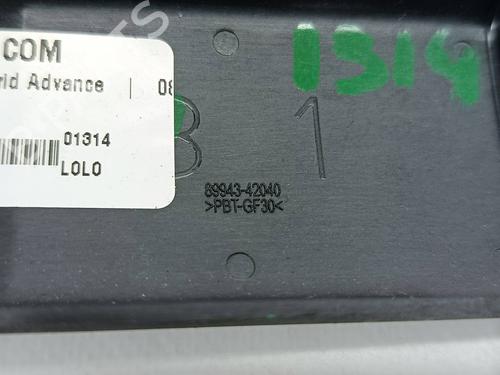 COM
rid Advance | 08
01314
LOLO
1314
3 1
89943-42040
>PBT-GF30<